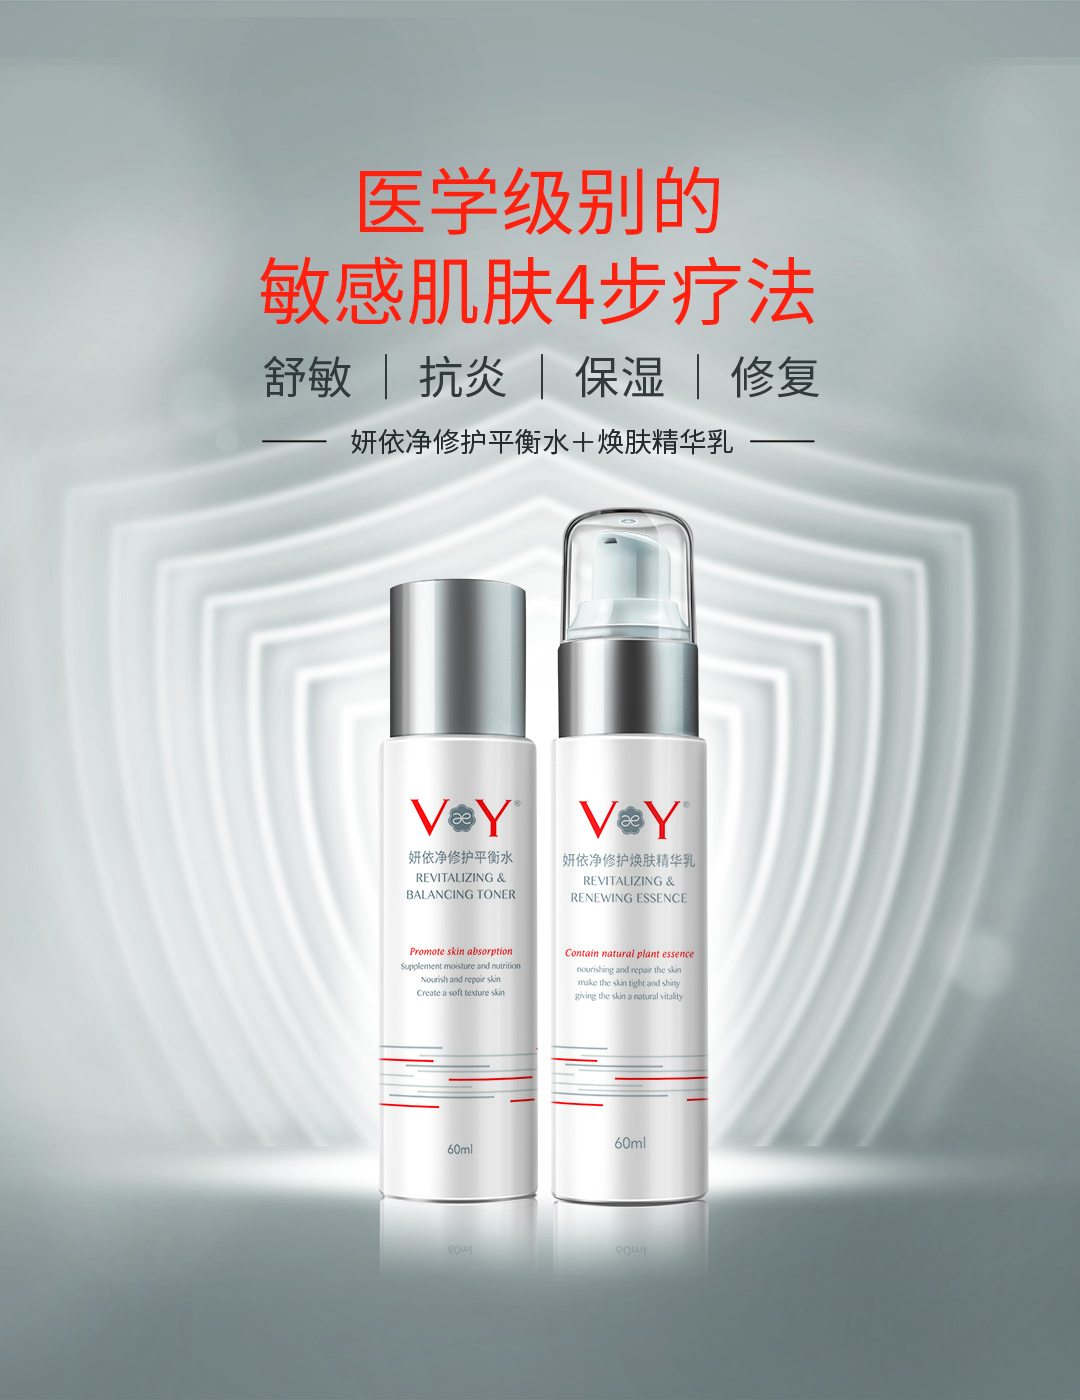 医学级别的
敏感肌肤4步疗法
舒敏｜抗炎｜保湿｜修复
妍依净修护平衡水＋焕肤精华乳
VæY®
妍依净修护平衡水
REVITALIZING &
BALANCING TONER
Promote skin absorption
Supplement moisture and nutrition
Nourish and repair skin
Create a soft texture skin
60ml
VæY®
妍依净修护焕肤精华乳
REVITALIZING &
RENEWING ESSENCE
Contain natural plant essence
nourishing and repair the skin
make the skin tight and shiny
giving the skin a natural vitality
60ml